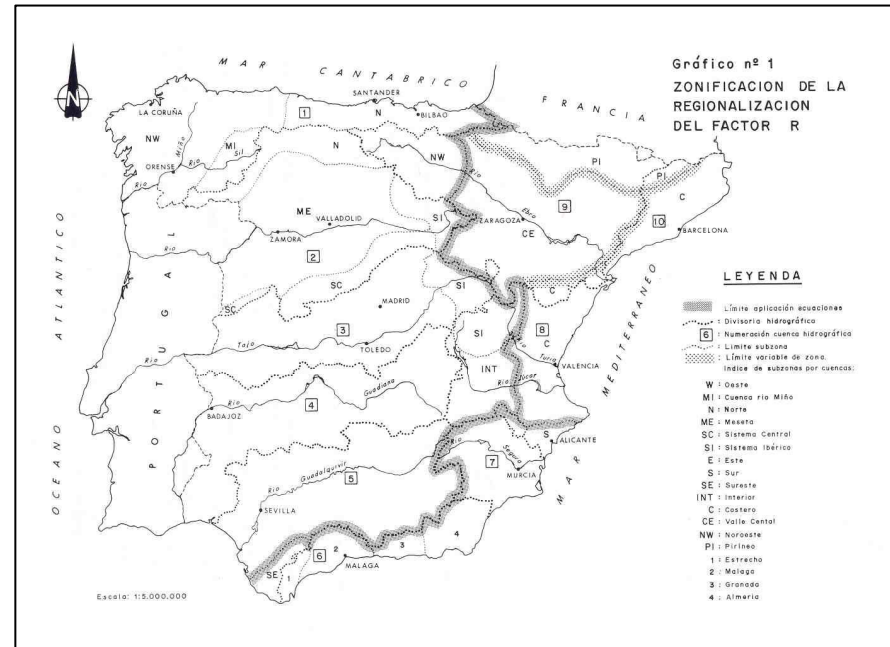 Gráfico nº 1
ZONIFICACION DE LA
REGIONALIZACION
DEL FACTOR R
MAR CANTABRICO
FRANCIA
N
SANTANDER
LA CORUÑA
1
N
BILBAO
NW
Miño
MI
N
NW
PI
Río
Sil
Río
PI
ORENSE
C
Río
Ebro
9
ME
SI
10
VALLADOLID
ZARAGOZA
BARCELONA
ZAMORA
CE
Río
2
SI
C
SC
SC
MADRID
SI
8
3
C
Río
Tajo
TOLEDO
Turia
INT
VALENCIA
Río Júcar
4
Guadiana
Río
BADAJOZ
S
ALICANTE
Río
Segura
7
5
MURCIA
Río Guadalquivir
SEVILLA
4
6
2
3
MALAGA
SE
1
OCEANO ATLANTICO
PORTUGAL
MAR MEDITERRANEO
Escala: 1:5.000.000
LEYENDA
Límite aplicación ecuaciones
: Divisoria hidrográfica
6 : Numeración cuenca hidrográfica
: Limite subzona
: Límite variable de zona.
Indice de subzonas por cuencas:
W : Oeste
MI : Cuenca río Miño
N : Norte
ME : Meseta
SC : Sistema Central
SI : Sistema Ibérico
E : Este
S : Sur
SE : Sureste
INT : Interior
C : Costero
CE : Valle Cental
NW : Noroeste
PI : Pirineo
1 : Estrecho
2 : Malaga
3 : Granada
4 : Almeria